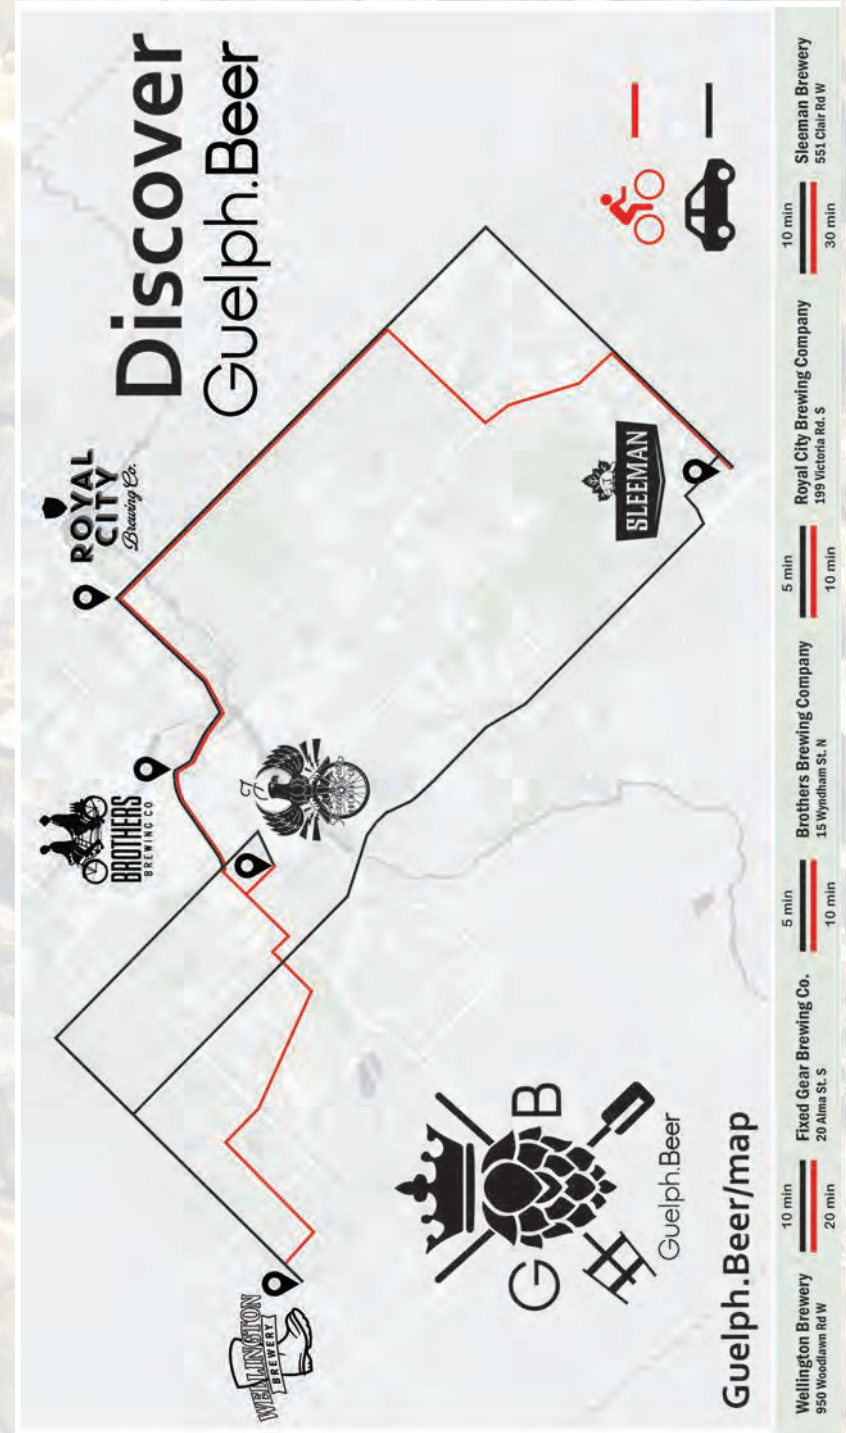 Discover
Guelph.Beer
ROYAL
CITY
Brewing Co.
BROTHERS
BREWING CO
SLEEMAN
WELLINGTON
BREWERY
G B
Guelph.Beer
Guelph.Beer/map
Wellington Brewery
950 Woodlawn Rd W
10 min
20 min
Fixed Gear Brewing Co.
20 Alma St. S
5 min
10 min
Brothers Brewing Company
15 Wyndham St. N
5 min
10 min
Royal City Brewing Company
199 Victoria Rd. S
10 min
30 min
Sleeman Brewery
551 Clair Rd W